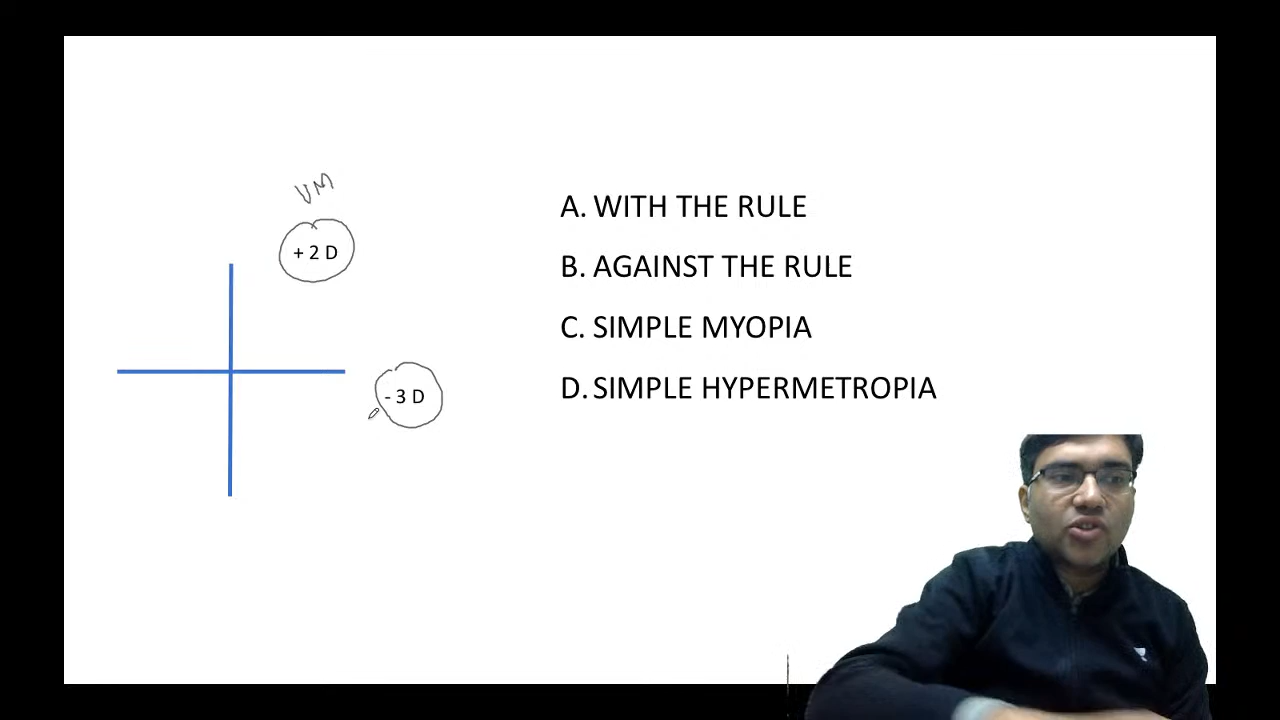 VM
+ 2 D
- 3 D
A. WITH THE RULE
B. AGAINST THE RULE
C. SIMPLE MYOPIA
D. SIMPLE HYPERMETROPIA